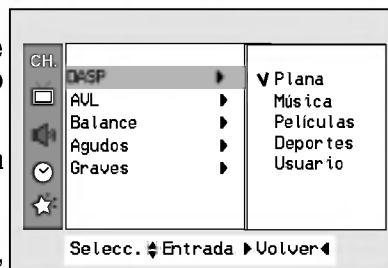 CH.
DASP
AVL
Balance
Agudos
Graves
V Plana
Música
Películas
Deportes
Usuario
Selecc. Entrada Volver